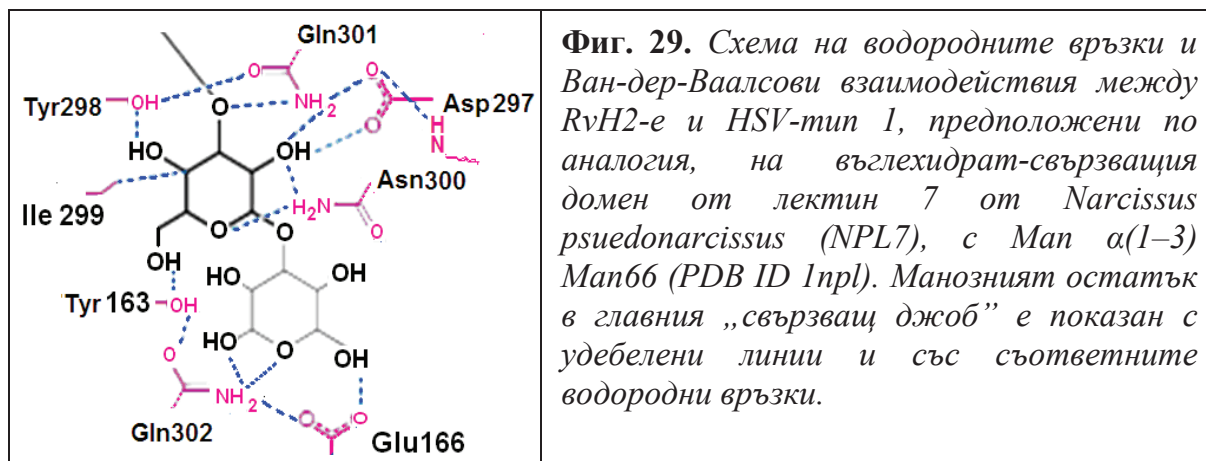 Gln301
O
NH2
O
O
Asp 297
H
N
Tyr298
OH
O
HO
OH
Asn300
H2N
O
Ile 299
O
O
OH
HO
OH
Tyr 163
OH
O
HO
O
OH
NH2
O
O
Gln302
Glu166
Фиг. 29. Схема на водородните връзки и
Ван-дер-Ваалсови взаимодействия между
RvH2-e и HSV-тип 1, предположени по
аналогия, на въглехидрат-свързващия
домен от лектин 7 от Narcissus
psuedonarcissus (NPL7), с Man α(1–3)
Man66 (PDB ID 1npl). Манозният остатък
в главния „свързващ джоб” е показан с
удебелени линии и със съответните
водородни връзки.